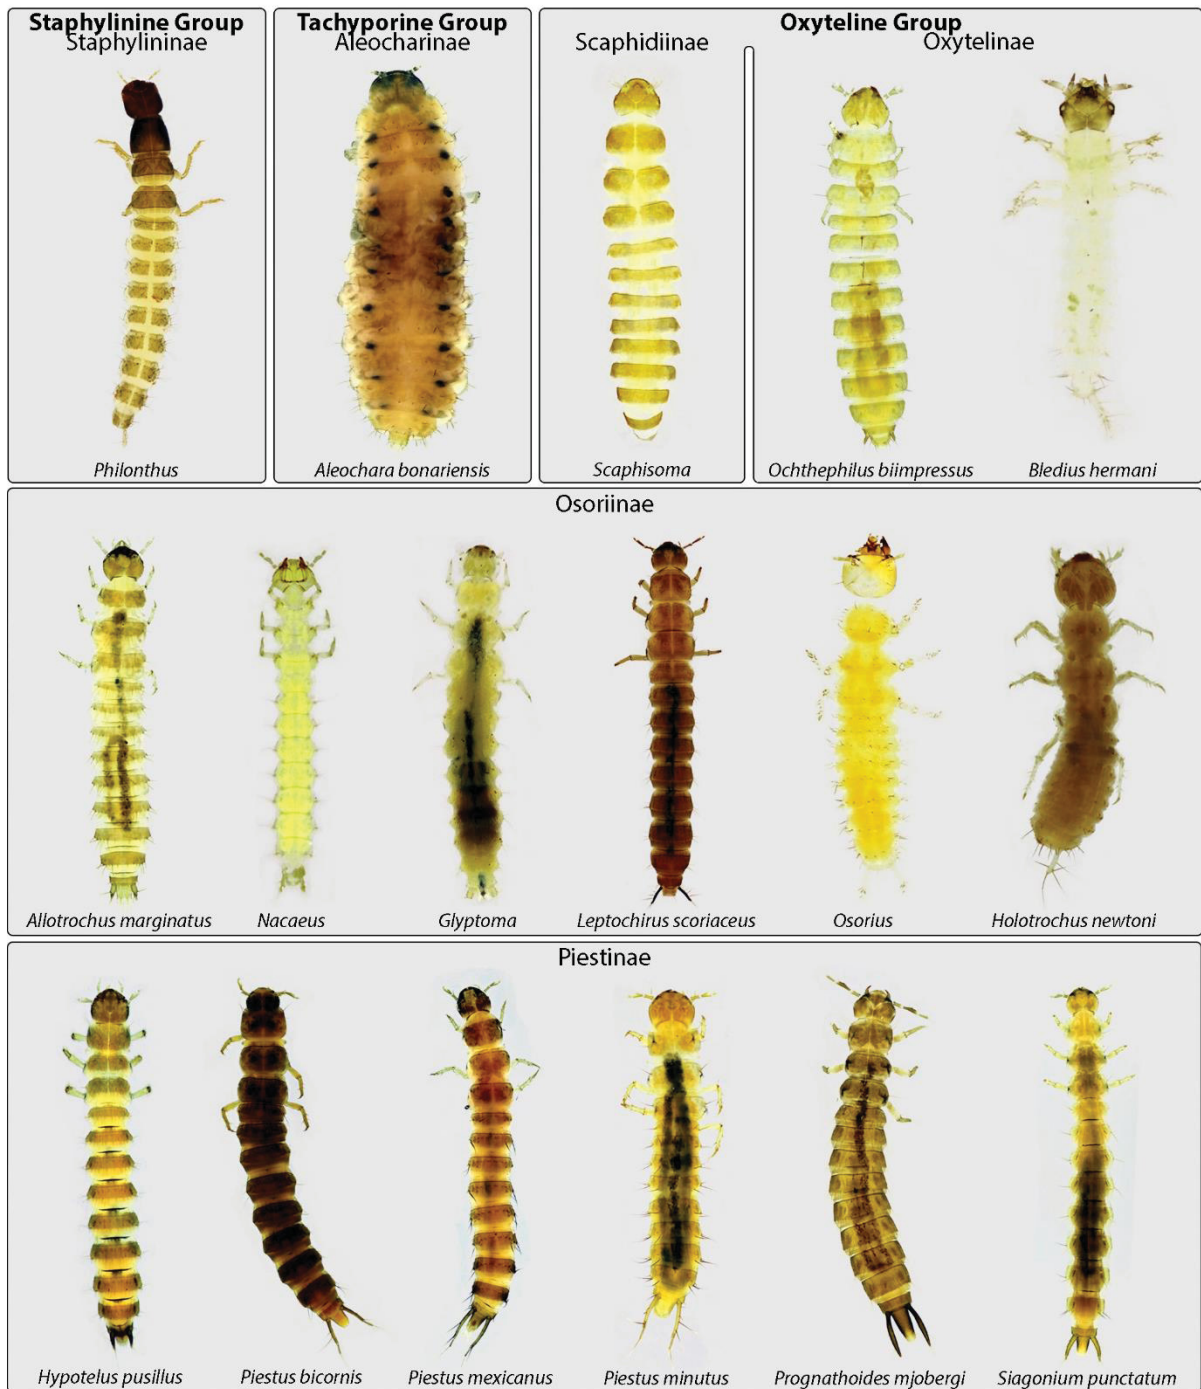 Staphylinine Group
Tachyporine Group
Oxyteline Group
Staphylininae
Aleocharinae
Scaphidiinae
Oxytelinae
Philonthus
Aleochara bonariensis
Scaphisoma
Ochthephilus biimpressus
Bledius hermani
Osoriinae
Allotrochus marginatus
Nacaeus
Glyptoma
Leptochirus scoriaceus
Osorius
Holotrochus newtoni
Piestinae
Hypotelus pusillus
Piestus bicornis
Piestus mexicanus
Piestus minutus
Prognathoides mjobergi
Siagonium punctatum